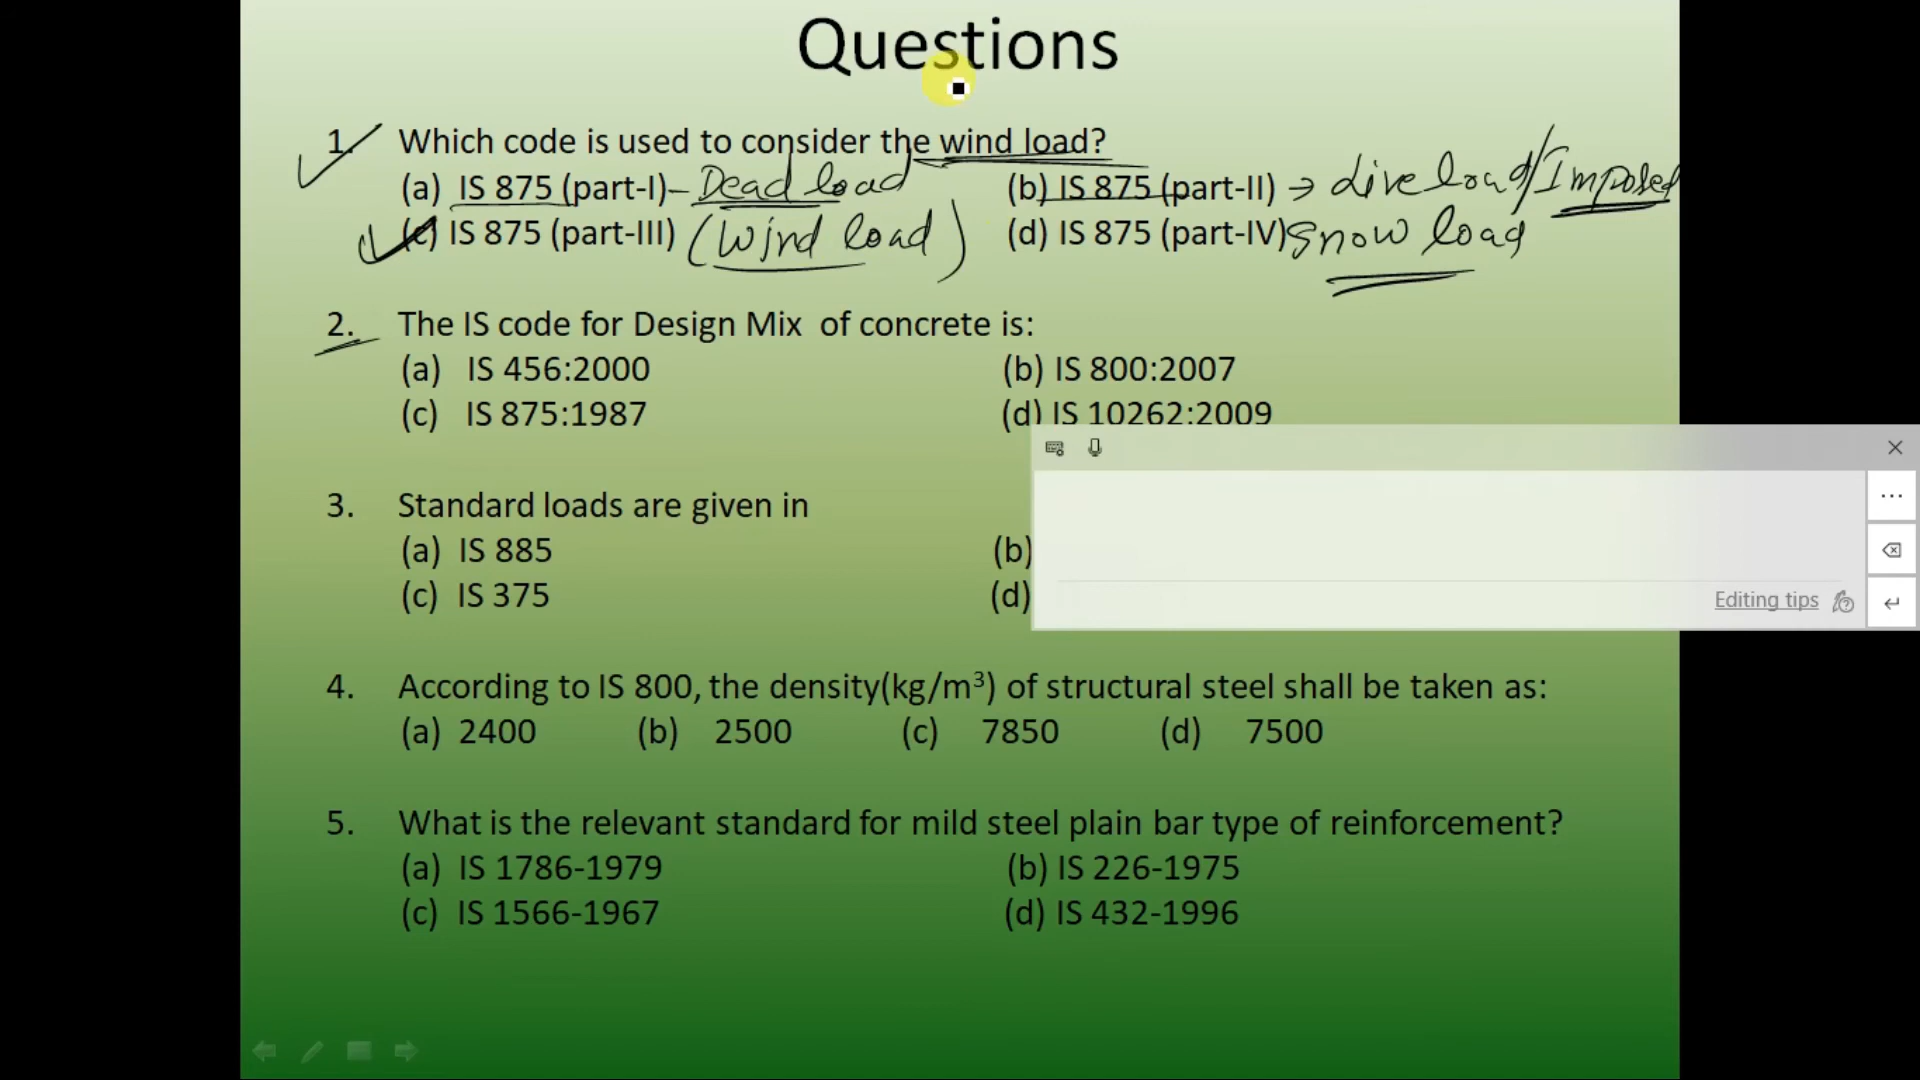 Questions
1. Which code is used to consider the wind load?
(a) IS 875 (part-I) – Dead load (b) IS 875 (part-II) → Live load/Imposed
(c) IS 875 (part-III) (Wind load) (d) IS 875 (part-IV) Snow load
2. The IS code for Design Mix of concrete is:
(a) IS 456:2000 (b) IS 800:2007
(c) IS 875:1987 (d) IS 10262:2009
3. Standard loads are given in
(a) IS 885 (b)
(c) IS 375 (d)
Editing tips
4. According to IS 800, the density(kg/m³) of structural steel shall be taken as:
(a) 2400 (b) 2500 (c) 7850 (d) 7500
5. What is the relevant standard for mild steel plain bar type of reinforcement?
(a) IS 1786-1979 (b) IS 226-1975
(c) IS 1566-1967 (d) IS 432-1996